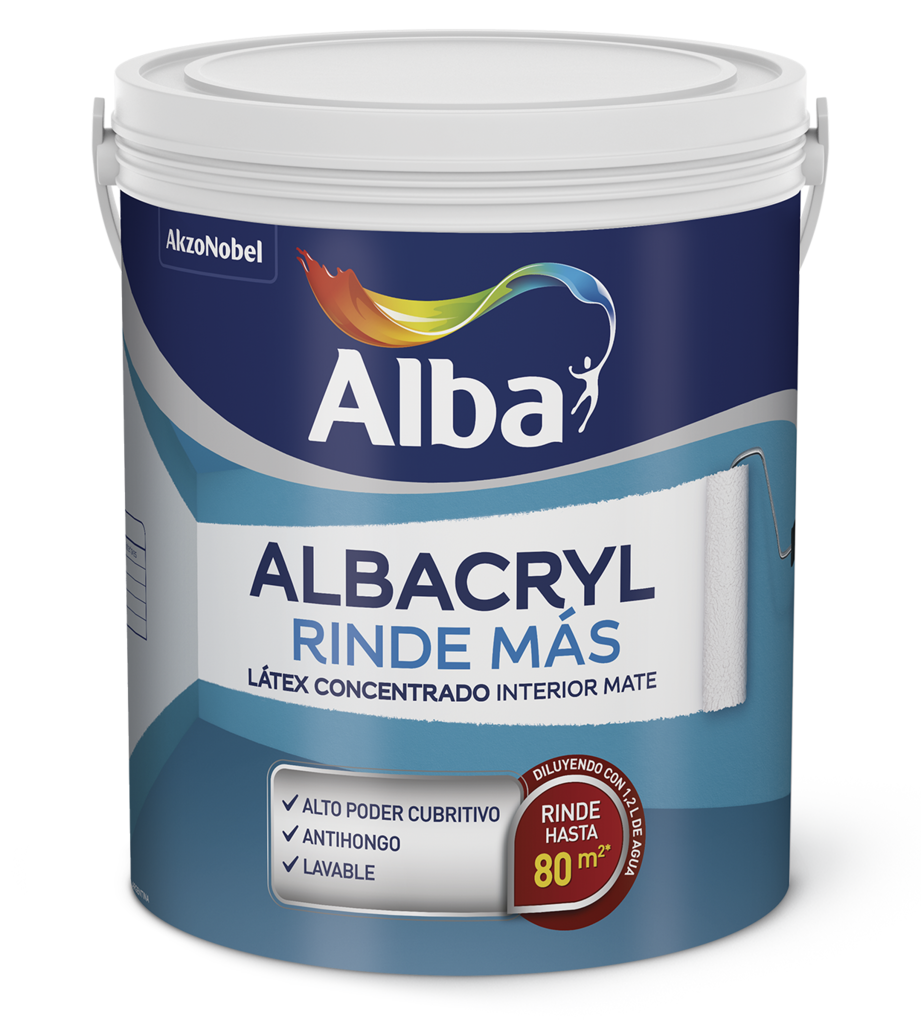 AkzoNobel
Alba
ALBACRYL
RINDE MÁS
LÁTEX CONCENTRADO INTERIOR MATE
ALTO PODER CUBRITIVO
ANTIHONGO
LAVABLE
DILUYENDO CON 1,2 L DE AGUA
RINDE
HASTA
80 m²*